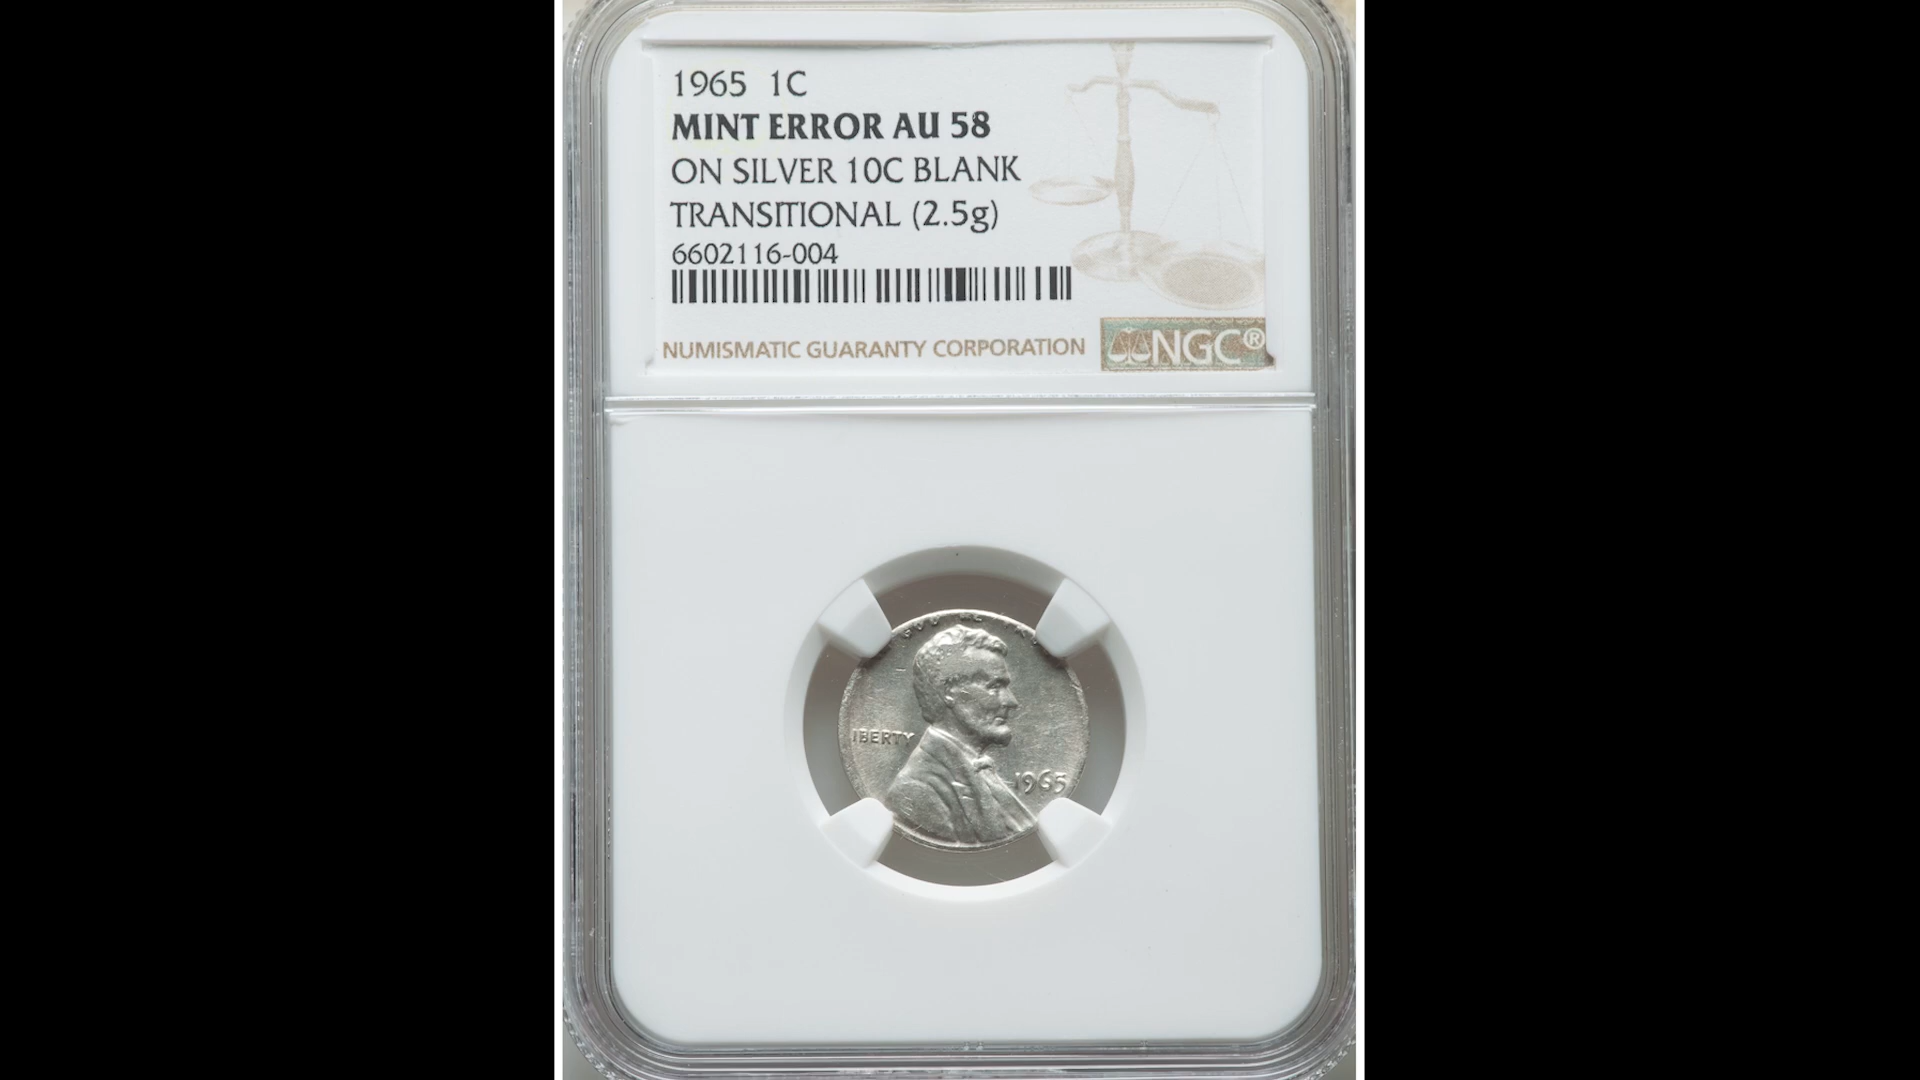 1965 1C
MINT ERROR AU 58
ON SILVER 10C BLANK
TRANSITIONAL (2.5g)
6602116-004
NUMISMATIC GUARANTY CORPORATION
NGC®
IBERTY
1965